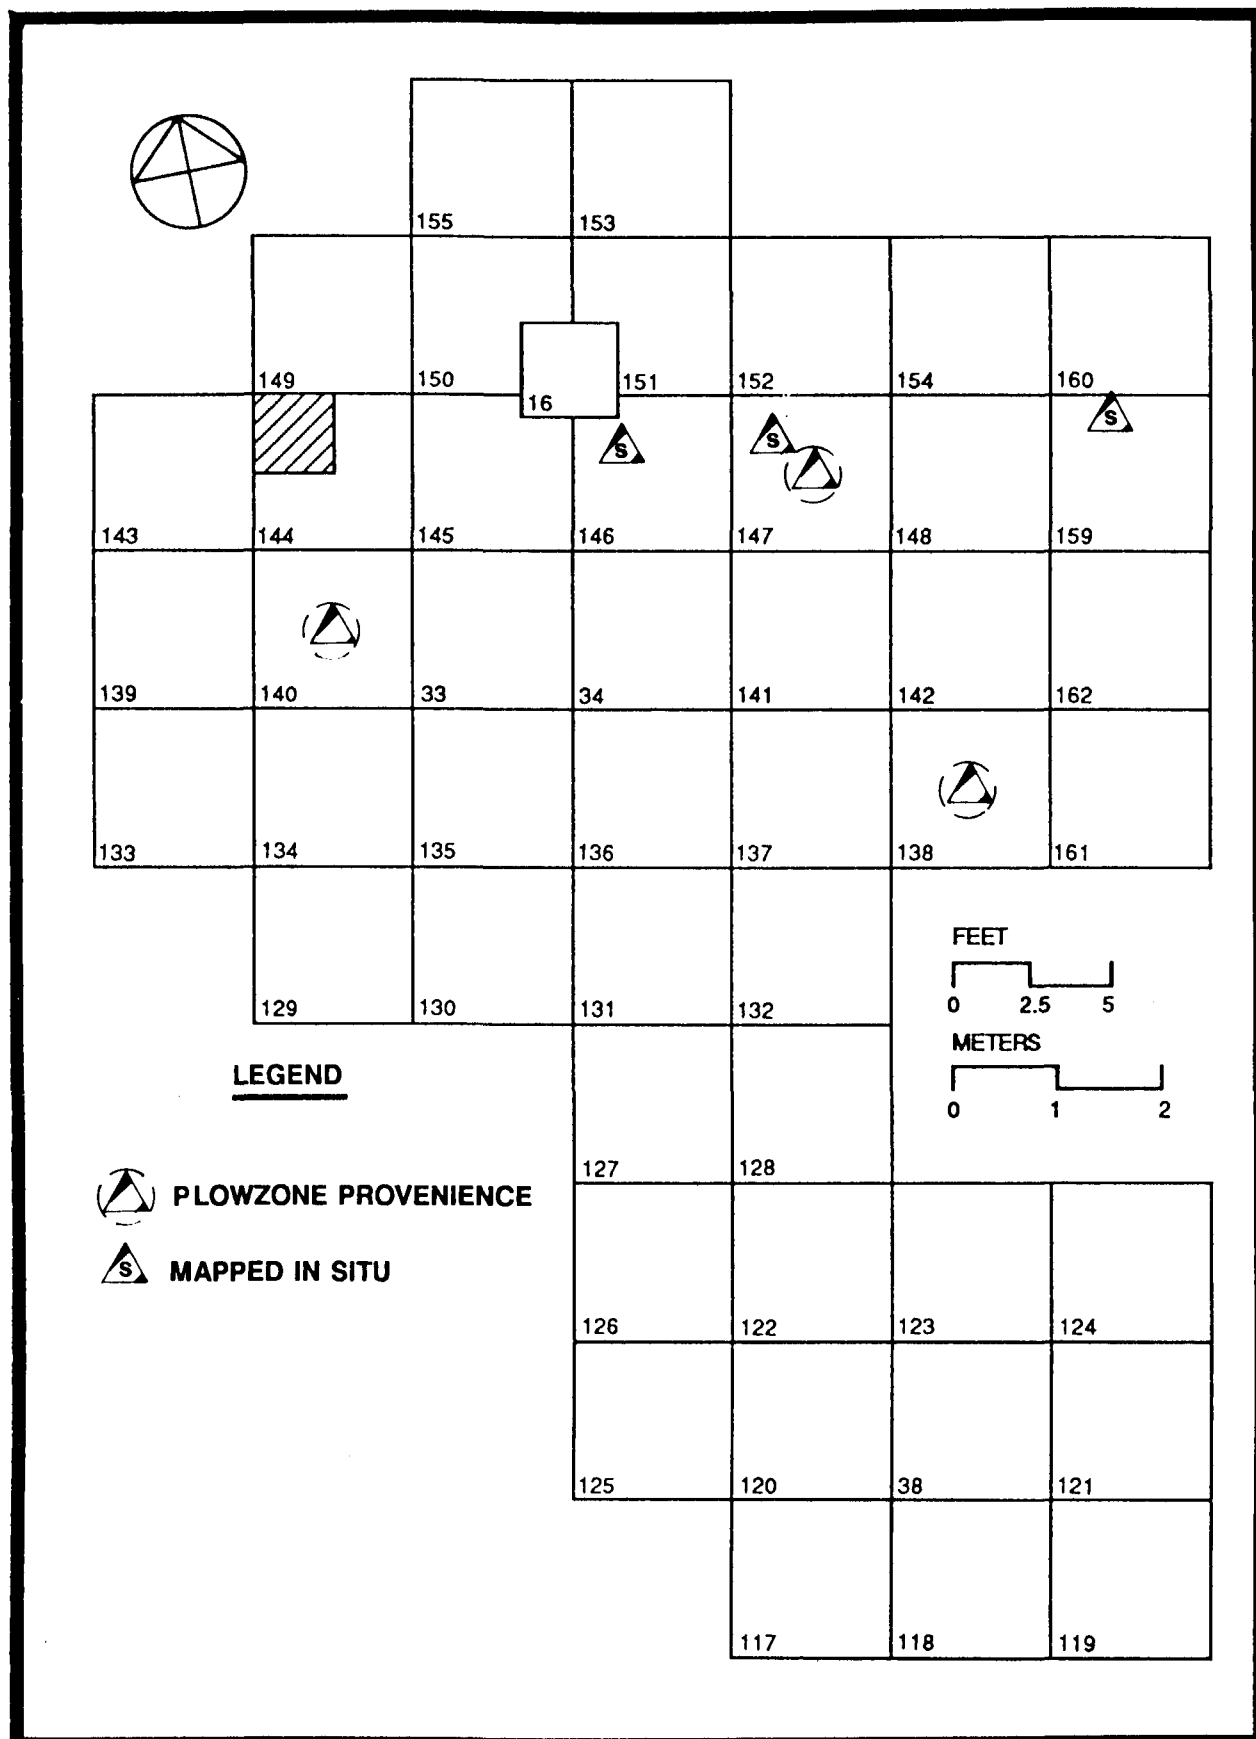 155 153
149 150 16 151 152 154 160
S S S
143 144 145 146 147 148 159
139 140 33 34 141 142 162
133 134 135 136 137 138 161
FEET
0 2.5 5
129 130 131 132
METERS
0 1 2
LEGEND
127 128
PLOWZONE PROVENIENCE
S MAPPED IN SITU
126 122 123 124
125 120 38 121
117 118 119